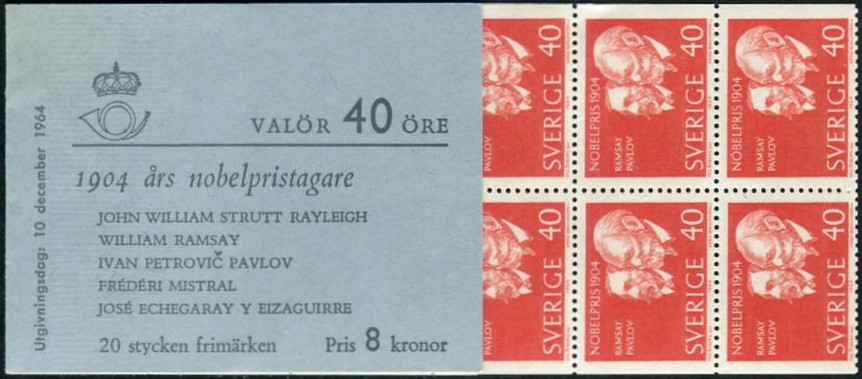 Utgivningsdag: 10 december 1964
VALÖR 40 ÖRE
1904 års nobelpristagare
JOHN WILLIAM STRUTT RAYLEIGH
WILLIAM RAMSAY
IVAN PETROVIČ PAVLOV
FRÉDÉRI MISTRAL
JOSÉ ECHEGARAY Y EIZAGUIRRE
20 stycken frimärken Pris 8 kronor
SVERIGE 40
PAVLOV
NOBELPRIS 1904
RAMSAY
PAVLOV
SVERIGE 40
NOBELPRIS 1904
RAMSAY
PAVLOV
SVERIGE 40
SVERIGE 40
PAVLOV
NOBELPRIS 1904
RAMSAY
PAVLOV
SVERIGE 40
NOBELPRIS 1904
RAMSAY
PAVLOV
SVERIGE 40